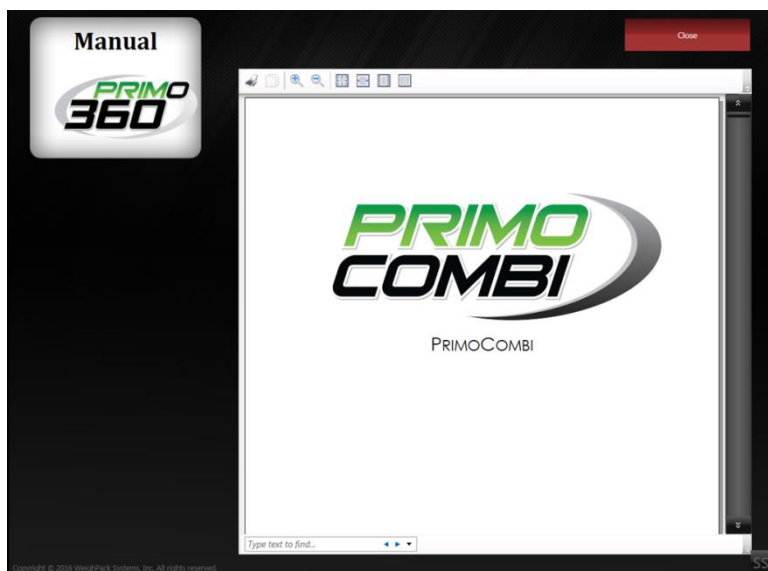 Manual
PRIMO
360
Close
PRIMO
COMBI
PRIMOCOMBI
Type text to find...
Copyright © 2016 WeighPack Systems, Inc. All rights reserved.
SS